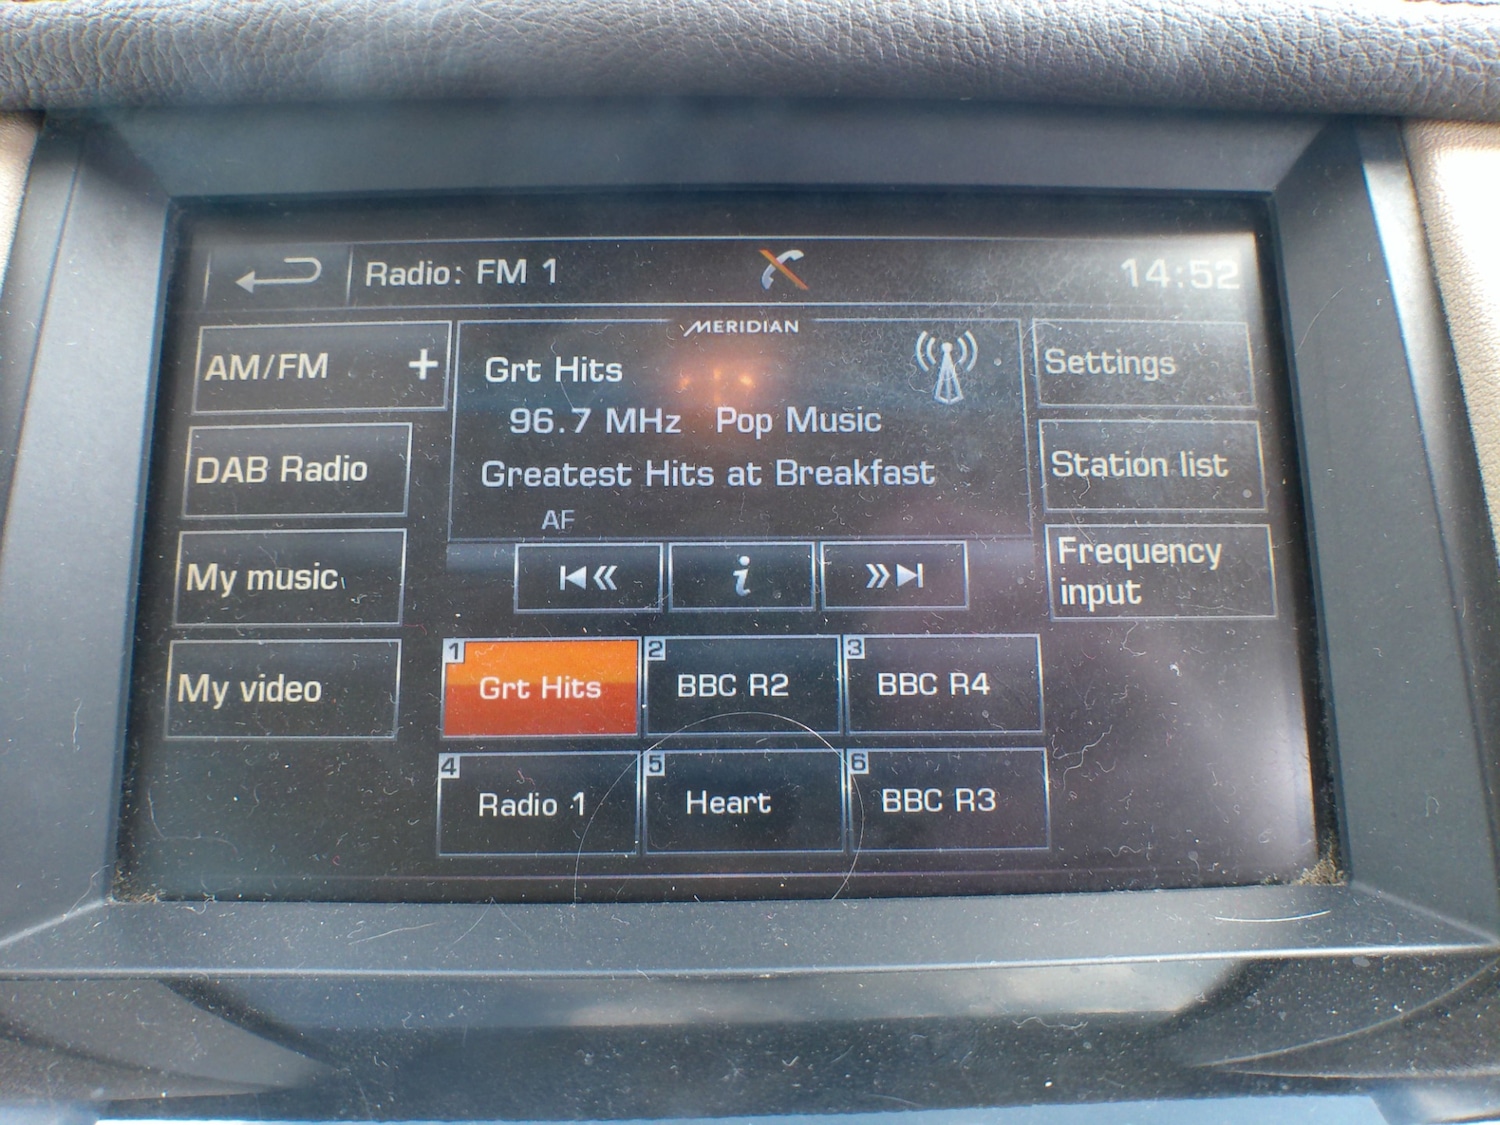 Radio: FM 1
14:52
MERIDIAN
AM/FM +
Grt Hits
Settings
96.7 MHz Pop Music
DAB Radio
Greatest Hits at Breakfast
Station list
AF
My music
i
Frequency
input
My video
1
Grt Hits
2
BBC R2
3
BBC R4
4
Radio 1
5
Heart
6
BBC R3